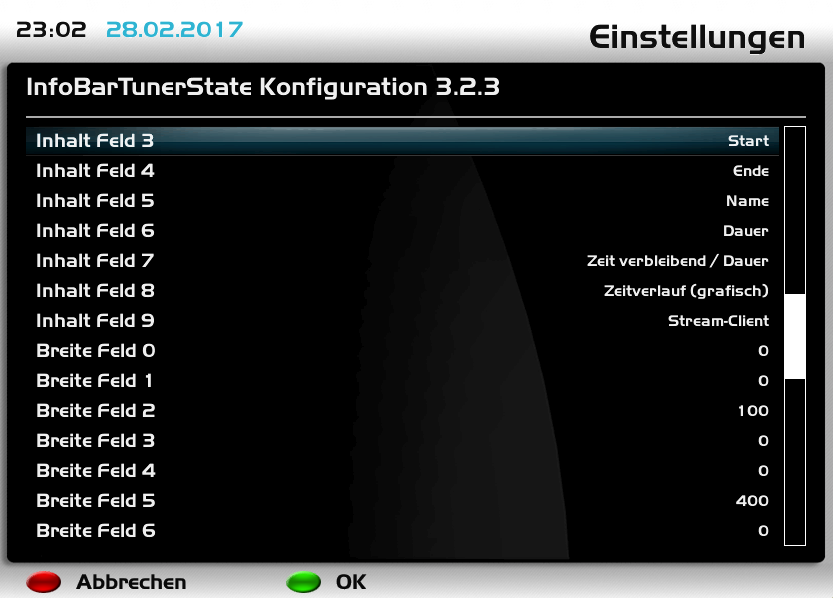 23:02 28.02.2017 Einstellungen
InfoBarTunerState Konfiguration 3.2.3
Inhalt Feld 3 Start
Inhalt Feld 4 Ende
Inhalt Feld 5 Name
Inhalt Feld 6 Dauer
Inhalt Feld 7 Zeit verbleibend / Dauer
Inhalt Feld 8 Zeitverlauf (grafisch)
Inhalt Feld 9 Stream-Client
Breite Feld 0 0
Breite Feld 1 0
Breite Feld 2 100
Breite Feld 3 0
Breite Feld 4 0
Breite Feld 5 400
Breite Feld 6 0
Abbrechen OK